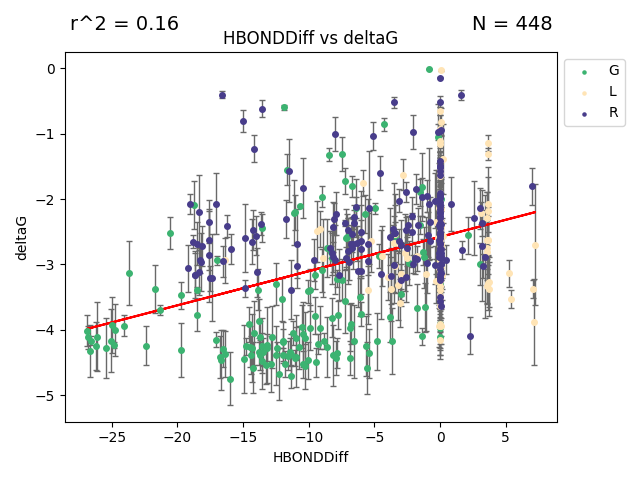 r^2 = 0.16 N = 448
HBONDDiff vs deltaG
G
L
R
deltaG
0
−1
−2
−3
−4
−5
−25 −20 −15 −10 −5 0 5
HBONDDiff